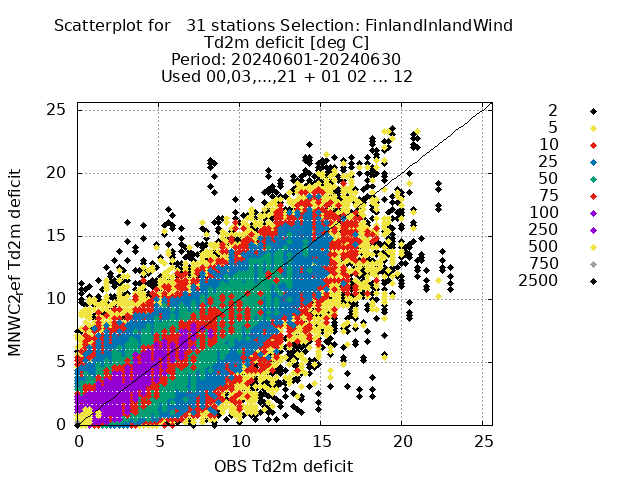 Scatterplot for   31 stations Selection: FinlandInlandWind
Td2m deficit [deg C]
Period: 20240601-20240630
Used 00,03,...,21 + 01 02 ... 12
25
20
15
10
5
0
0 5 10 15 20 25
MNWC2ref Td2m deficit
OBS Td2m deficit
2
5
10
25
50
75
100
250
500
750
2500